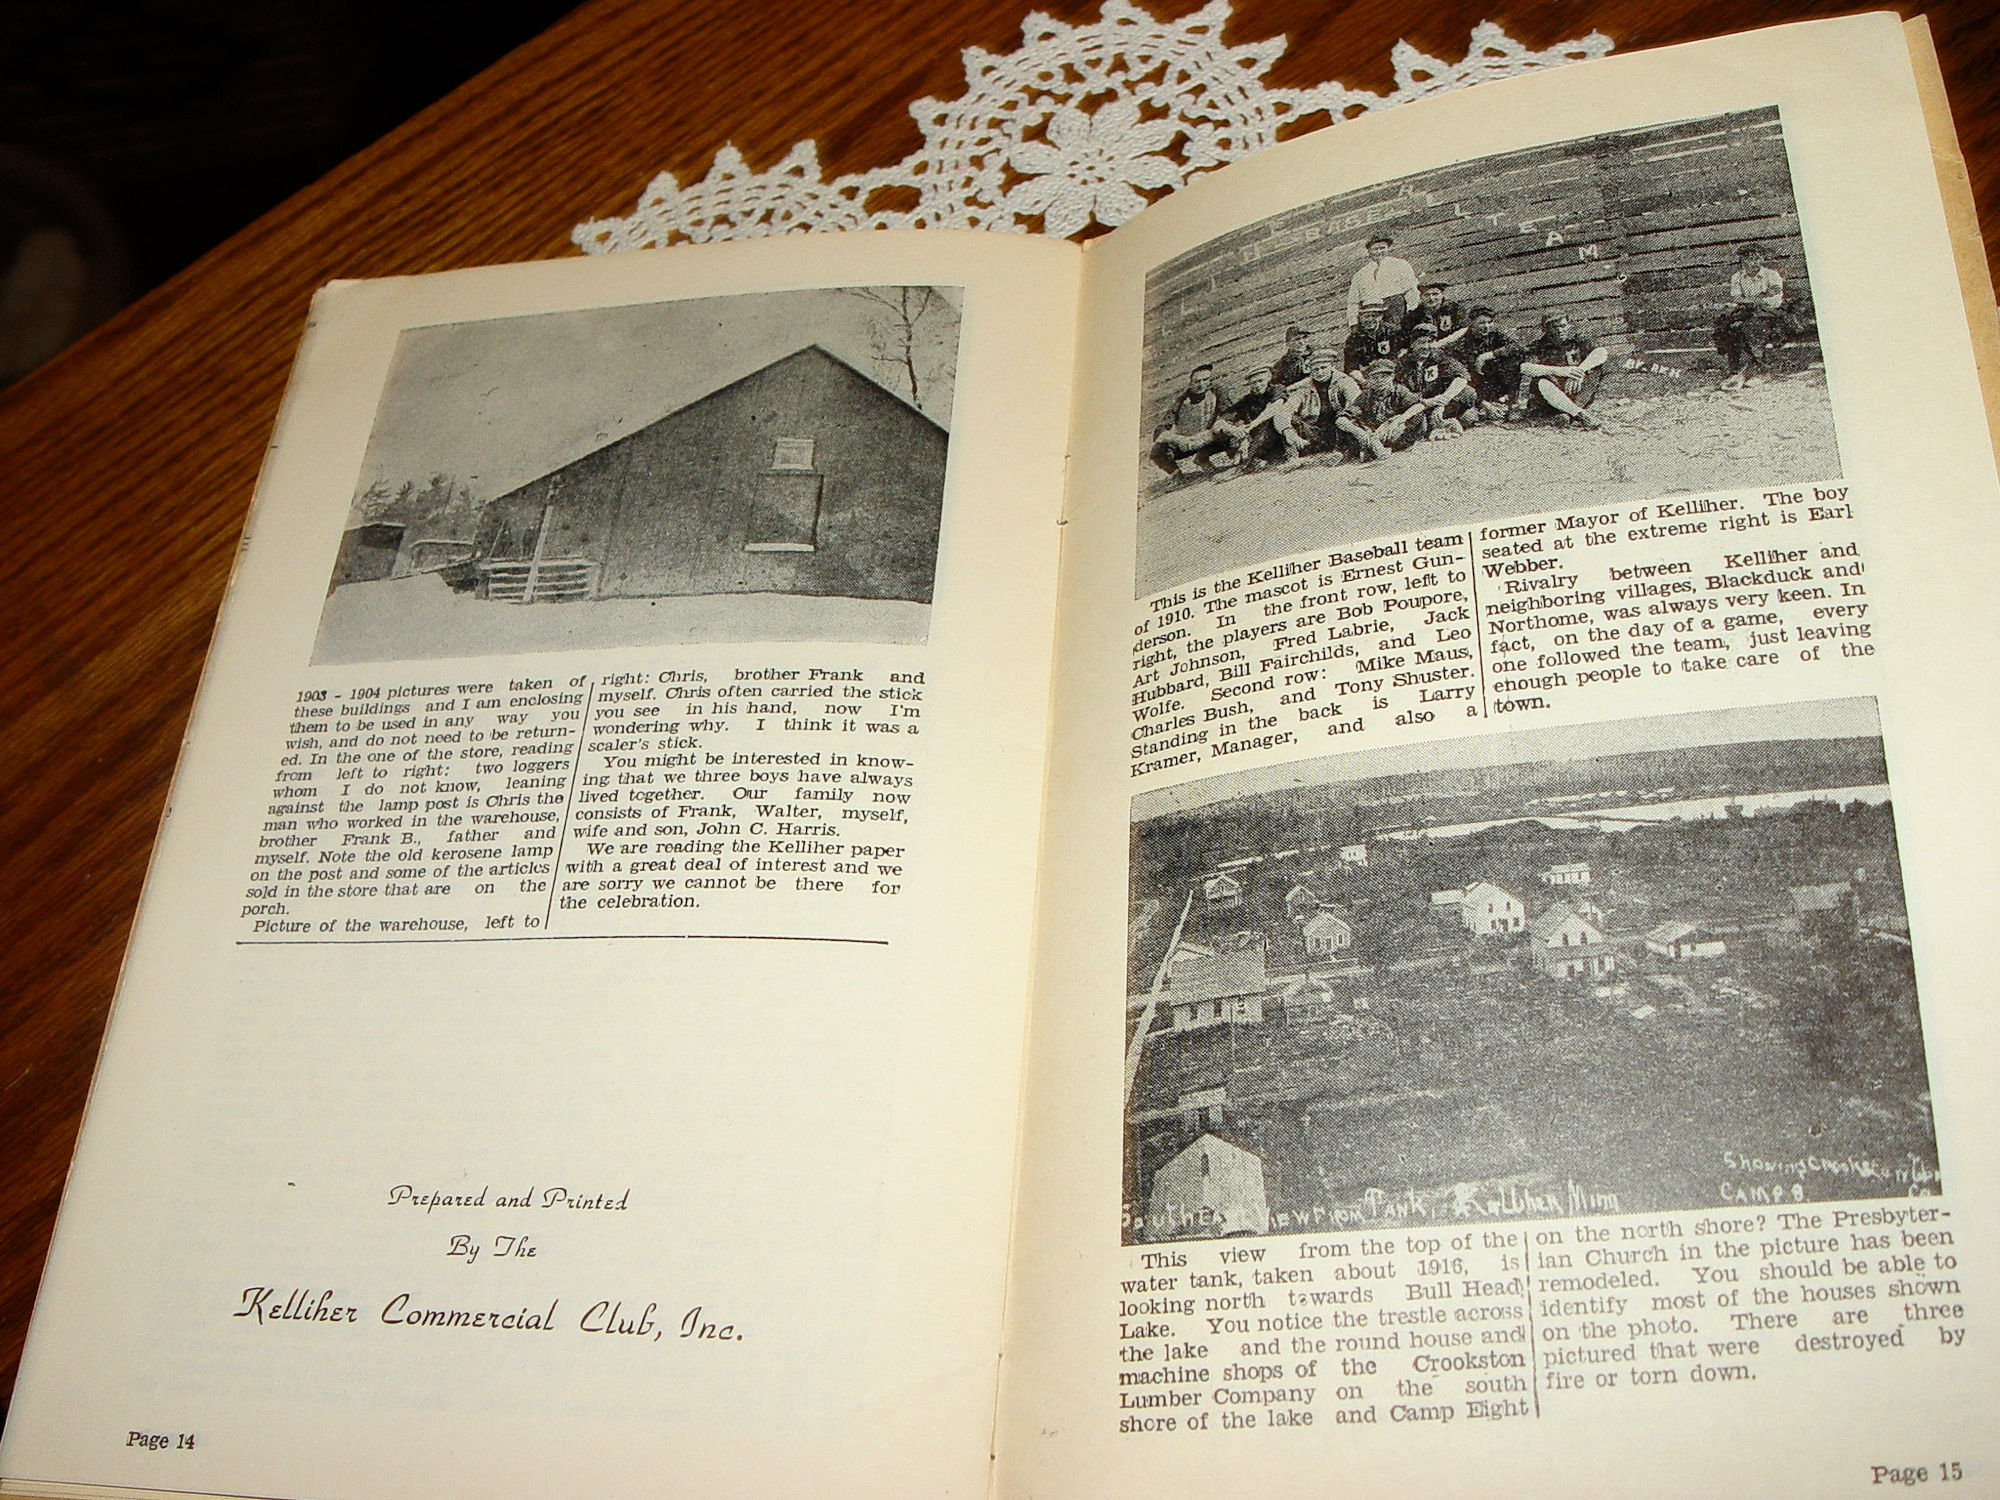 1903 - 1904 pictures were taken of
these buildings and I am enclosing
them to be used in any way you
wish, and do not need to be return-
ed. In the one of the store, reading
from left to right: two loggers
whom I do not know, leaning
against the lamp post is Chris the
man who worked in the warehouse,
brother Frank B., father and
myself. Note the old kerosene lamp
on the post and some of the articles
sold in the store that are on the
porch.
Picture of the warehouse, left to
right: Chris, brother Frank and
myself. Chris often carried the stick
you see in his hand, now I'm
wondering why. I think it was a
scaler's stick.
You might be interested in know-
ing that we three boys have always
lived together. Our family now
consists of Frank, Walter, myself,
wife and son, John C. Harris.
We are reading the Kelliher paper
with a great deal of interest and we
are sorry we cannot be there for
the celebration.
Prepared and Printed
By The
Kelliher Commercial Club, Inc.
Page 14
BASEBALL TEAM
This is the Kelliher Baseball team
of 1910. The mascot is Ernest Gun-
derson. In the front row, left to
right, the players are Bob Poupore,
Art Johnson, Fred Labrie, Jack
Hubbard, Bill Fairchilds, and Leo
Wolfe. Second row: Mike Maus,
Charles Bush, and Tony Shuster.
Standing in the back is Larry
Kramer, Manager, and also a
former Mayor of Kelliher. The boy
seated at the extreme right is Earl
Webber.
Rivalry between Kelliher and
neighboring villages, Blackduck and
Northome, was always very keen. In
fact, on the day of a game, every
one followed the team, just leaving
enough people to take care of the
town.
SouthEast View From Tank, Kelliher Minn
Showing Crookston
Camp 8. Co.
This view from the top of the
water tank, taken about 1916, is
looking north towards Bull Head
Lake. You notice the trestle across
the lake and the round house and
machine shops of the Crookston
Lumber Company on the south
shore of the lake and Camp Eight
on the north shore? The Presbyter-
ian Church in the picture has been
remodeled. You should be able to
identify most of the houses shown
on the photo. There are three
pictured that were destroyed by
fire or torn down.
Page 15